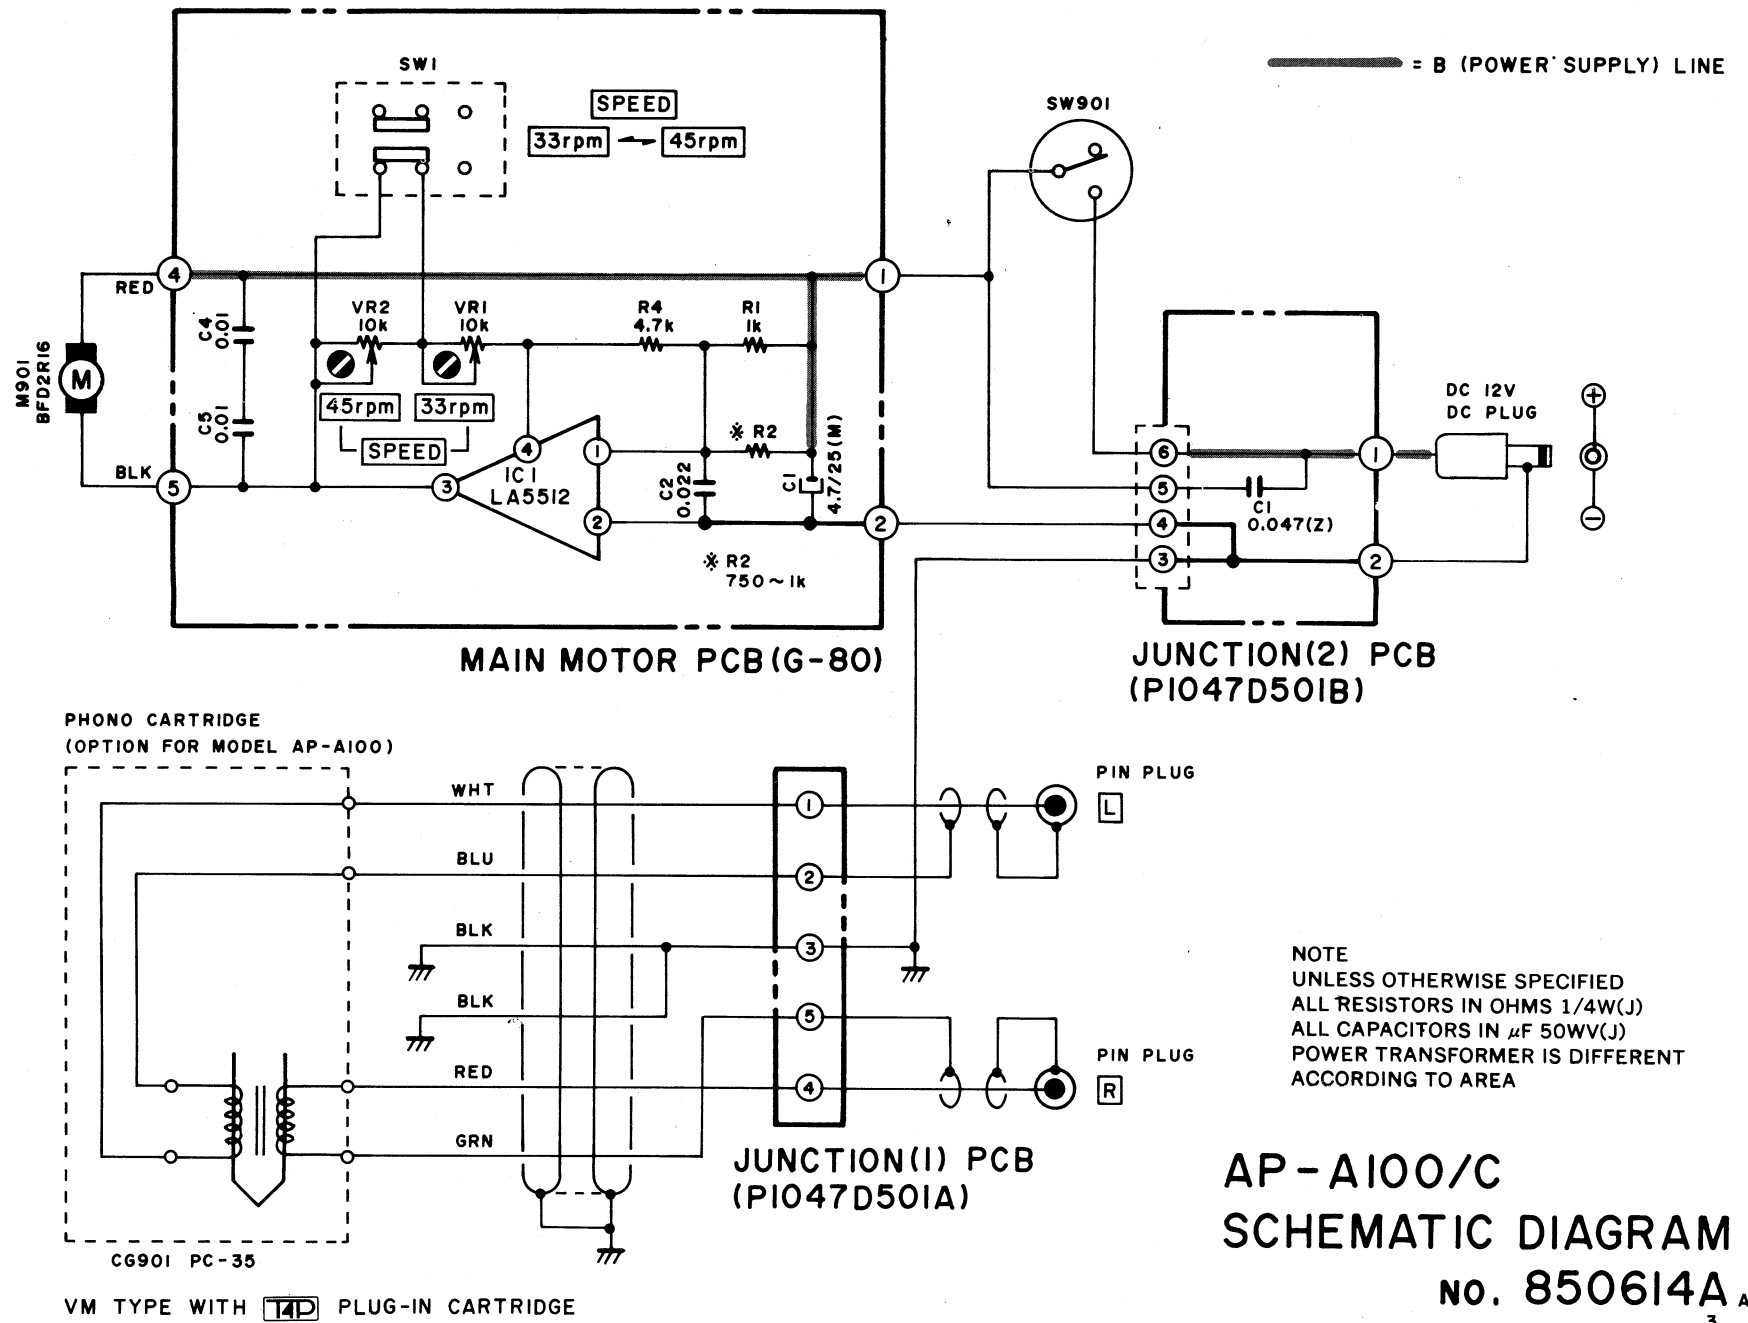 SW1
SPEED
33rpm 45rpm
= B (POWER SUPPLY) LINE
SW901
4
RED
1
M901
BFD2R16
M
C4
0.01
C5
0.01
VR2
10k
VR1
10k
R4
4.7k
R1
1k
45rpm
33rpm
SPEED
4
1
IC1
LA5512
3
2
※ R2
C2
0.022
C1
4.7/25(M)
BLK
5
2
※ R2
750~1k
MAIN MOTOR PCB(G-80)
6
5
4
3
C1
0.047(Z)
1
2
DC 12V
DC PLUG
+
−
JUNCTION(2) PCB
(P1047D501B)
PHONO CARTRIDGE
(OPTION FOR MODEL AP-A100)
WHT
1
PIN PLUG
L
BLU
2
BLK
3
BLK
5
RED
4
PIN PLUG
R
GRN
JUNCTION(1) PCB
(P1047D501A)
CG901 PC-35
VM TYPE WITH T4P PLUG-IN CARTRIDGE
NOTE
UNLESS OTHERWISE SPECIFIED
ALL RESISTORS IN OHMS 1/4W(J)
ALL CAPACITORS IN μF 50WV(J)
POWER TRANSFORMER IS DIFFERENT
ACCORDING TO AREA
AP-A100/C
SCHEMATIC DIAGRAM
NO. 850614A A
3